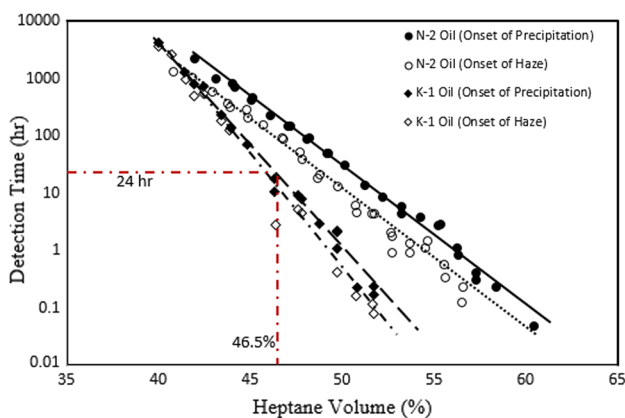 10000
1000
100
10
1
0.1
0.01
Detection Time (hr)
N-2 Oil (Onset of Precipitation)
N-2 Oil (Onset of Haze)
K-1 Oil (Onset of Precipitation)
K-1 Oil (Onset of Haze)
24 hr
46.5%
35 40 45 50 55 60 65
Heptane Volume (%)